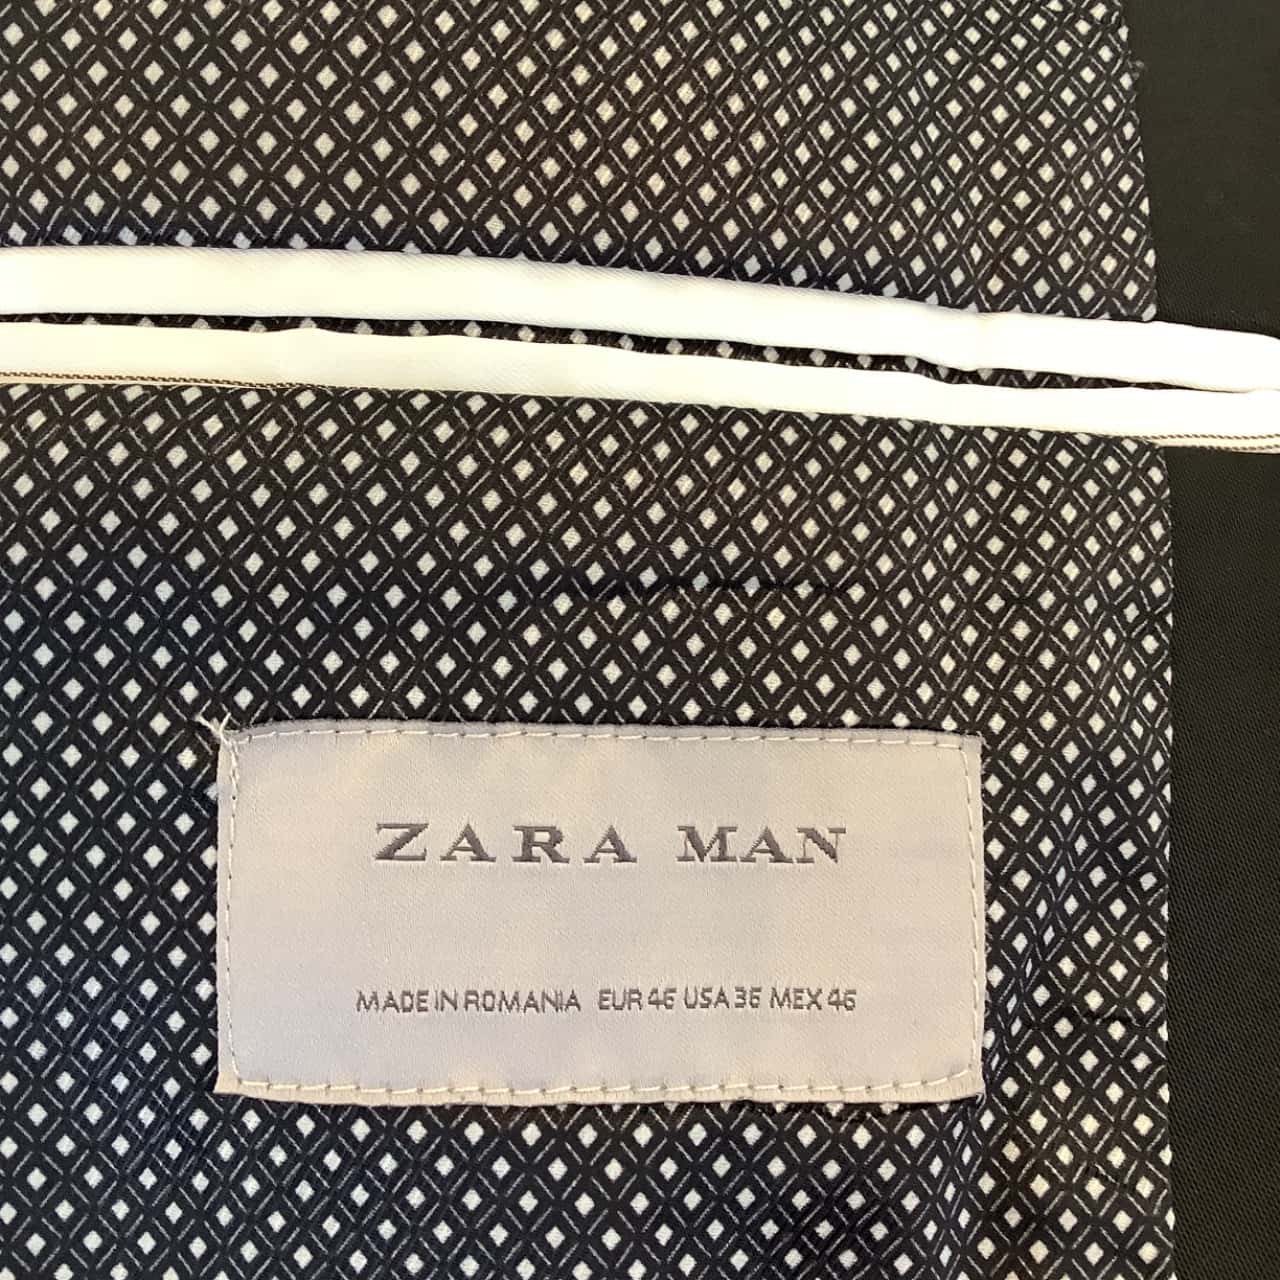 ZARA MAN
MADE IN ROMANIA EUR 46 USA 36 MEX 46